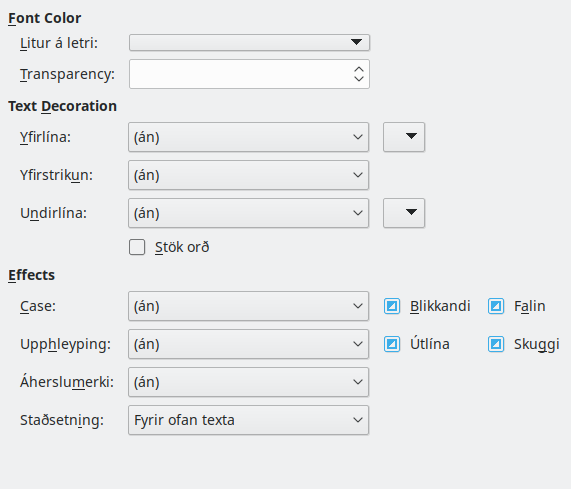 Font Color
Litur á letri:
Transparency:
Text Decoration
Yfirlína: (án)
Yfirstrikun: (án)
Undirlína: (án)
Stök orð
Effects
Case: (án) Blikkandi Falin
Upphleyping: (án) Útlína Skuggi
Áherslumerki: (án)
Staðsetning: Fyrir ofan texta